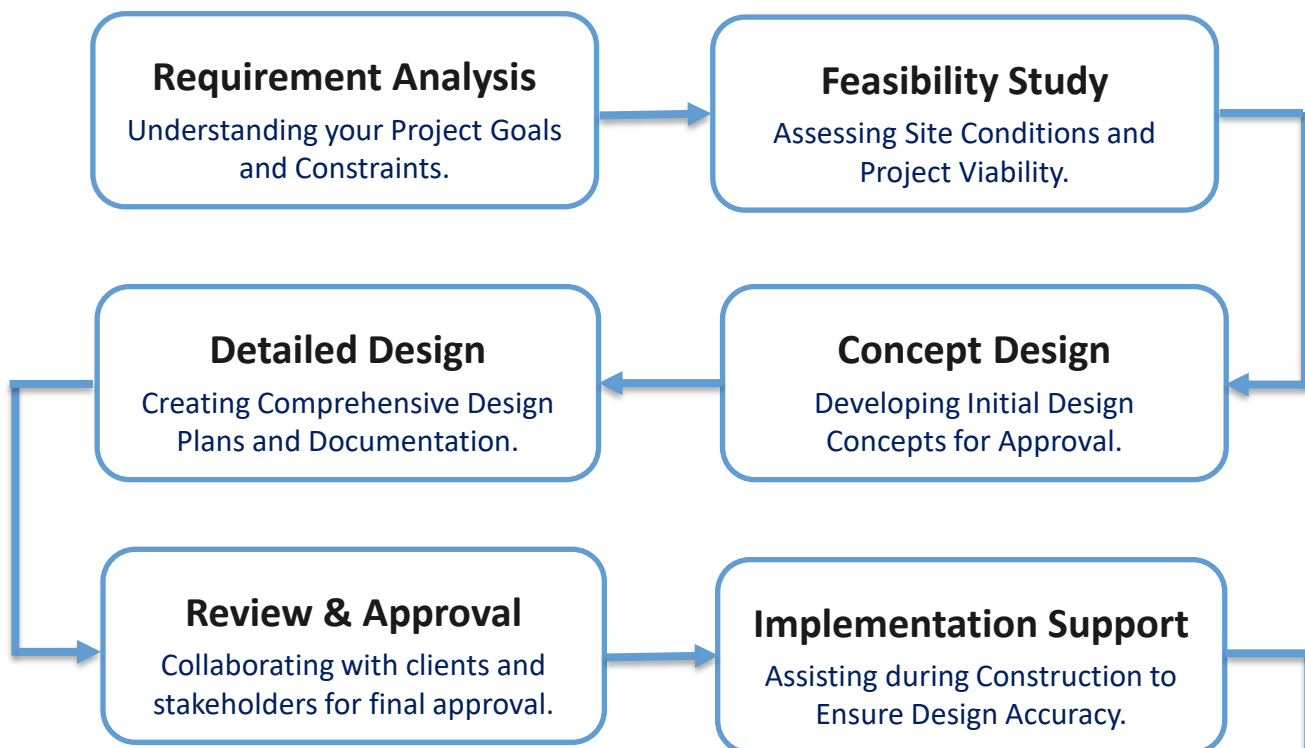 Requirement Analysis
Understanding your Project Goals
and Constraints.
Feasibility Study
Assessing Site Conditions and
Project Viability.
Concept Design
Developing Initial Design
Concepts for Approval.
Detailed Design
Creating Comprehensive Design
Plans and Documentation.
Review & Approval
Collaborating with clients and
stakeholders for final approval.
Implementation Support
Assisting during Construction to
Ensure Design Accuracy.